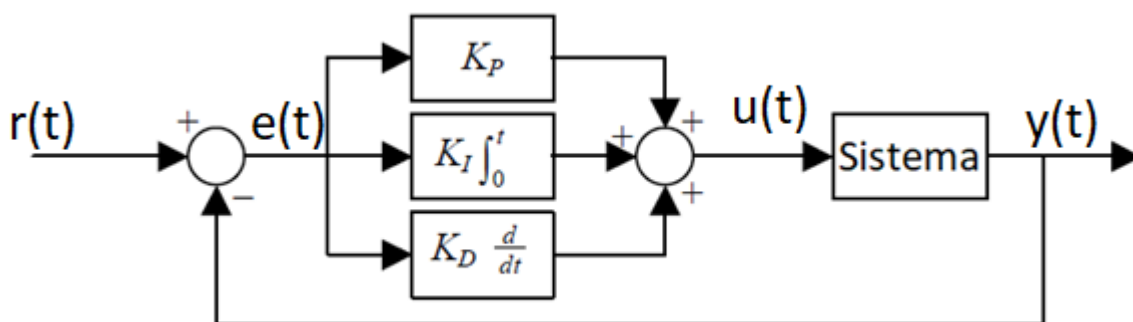 K_P
r(t)
+
e(t)
−
K_I ∫_0^t
+
+
+
u(t)
Sistema
y(t)
K_D d/dt